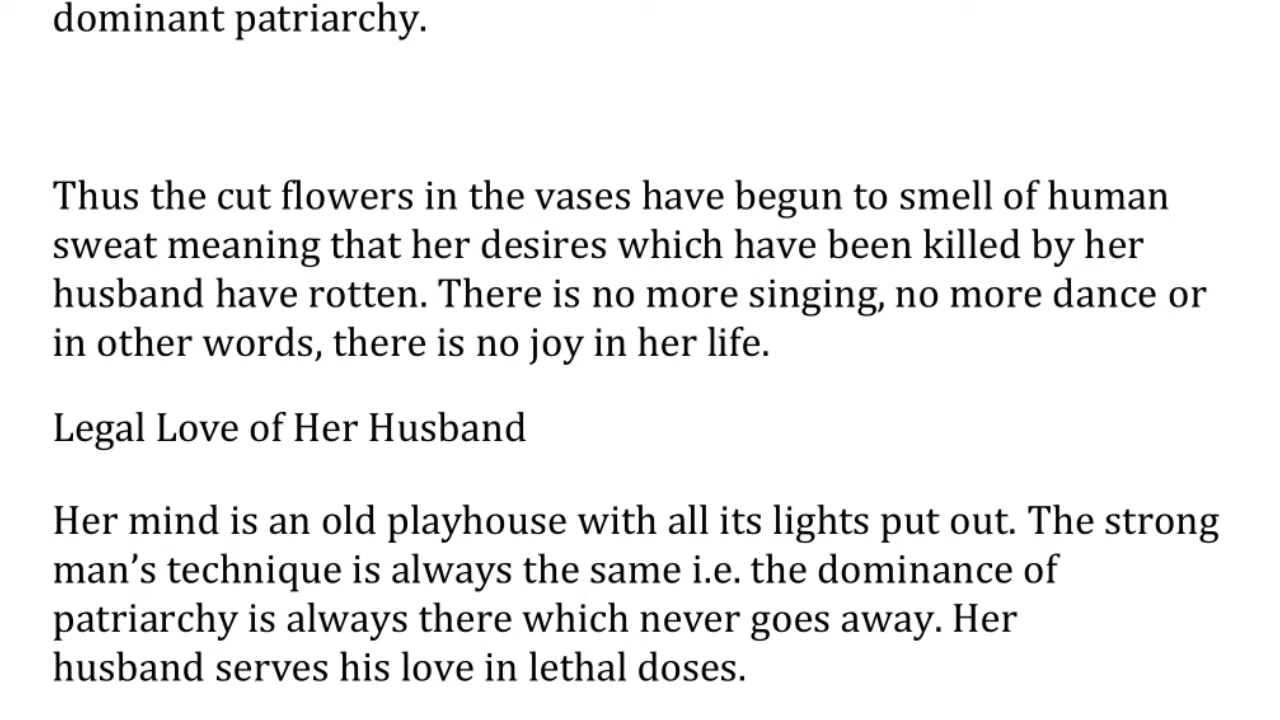 dominant patriarchy.
Thus the cut flowers in the vases have begun to smell of human
sweat meaning that her desires which have been killed by her
husband have rotten. There is no more singing, no more dance or
in other words, there is no joy in her life.
Legal Love of Her Husband
Her mind is an old playhouse with all its lights put out. The strong
man’s technique is always the same i.e. the dominance of
patriarchy is always there which never goes away. Her
husband serves his love in lethal doses.